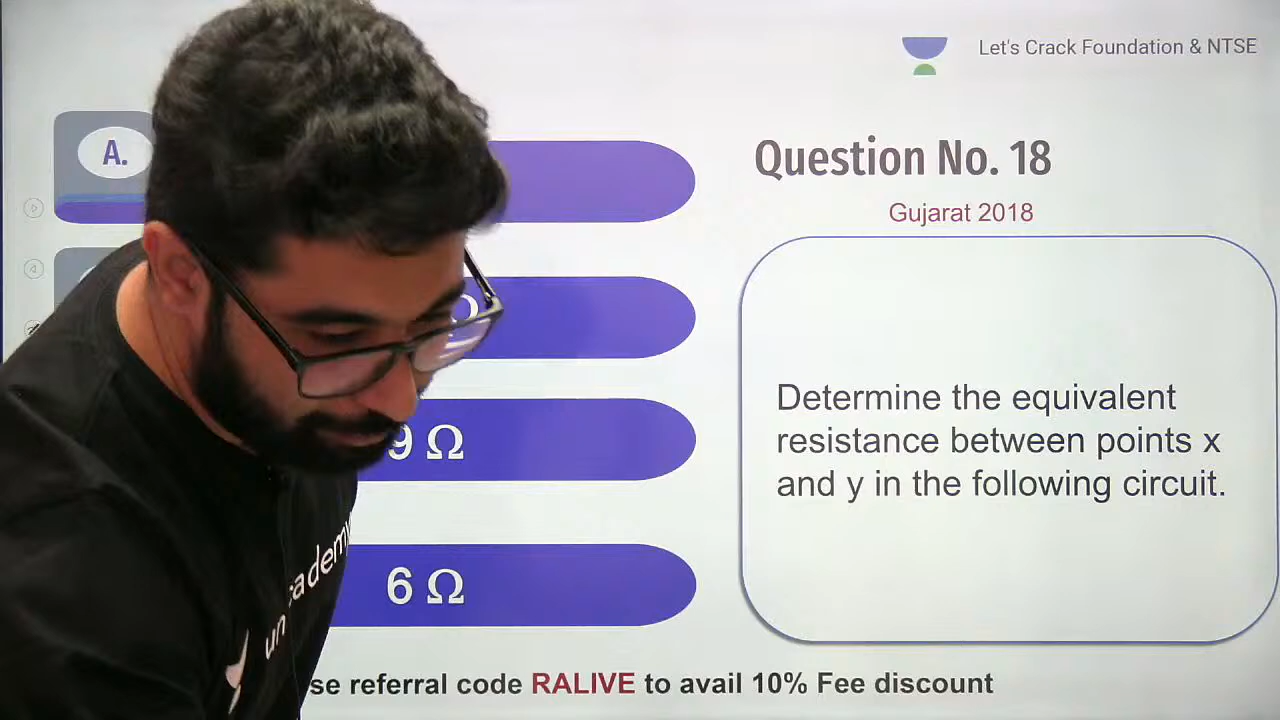 Let's Crack Foundation & NTSE
A.
Question No. 18
Gujarat 2018
Determine the equivalent
resistance between points x
and y in the following circuit.
Ω
9 Ω
6 Ω
unacademy
se referral code RALIVE to avail 10% Fee discount